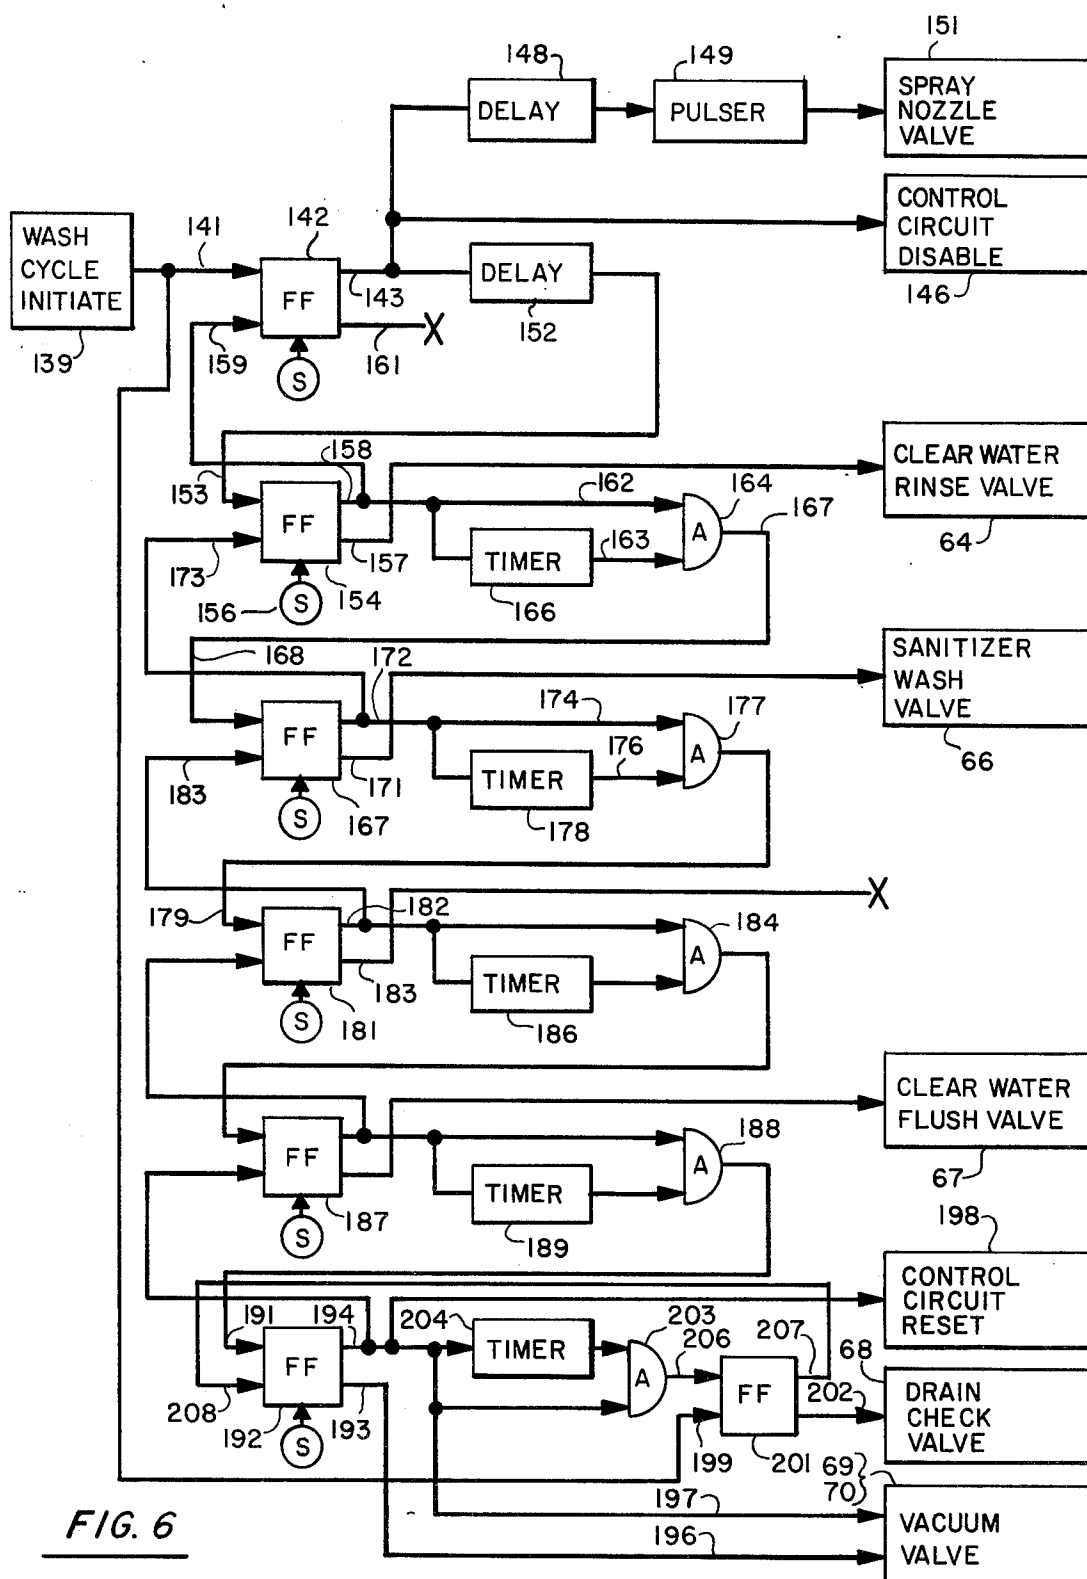 151
148
149
SPRAY
NOZZLE
VALVE
DELAY
PULSER
CONTROL
CIRCUIT
DISABLE
146
WASH
CYCLE
INITIATE
139
141
142
FF
143
DELAY
152
159
161
S
158
153
FF
157
162
164
167
CLEAR WATER
RINSE VALVE
64
A
TIMER
163
173
156
S
154
166
168
172
SANITIZER
WASH
VALVE
66
FF
174
177
A
183
171
TIMER
176
S
167
178
179
182
X
FF
184
A
183
TIMER
S
181
186
CLEAR WATER
FLUSH VALVE
67
FF
188
A
TIMER
S
187
189
198
CONTROL
CIRCUIT
RESET
191
194
204
203
206
207
FF
TIMER
A
FF
68
202
DRAIN
CHECK
VALVE
208
192
S
193
199
201
69
70
197
196
VACUUM
VALVE
FIG. 6